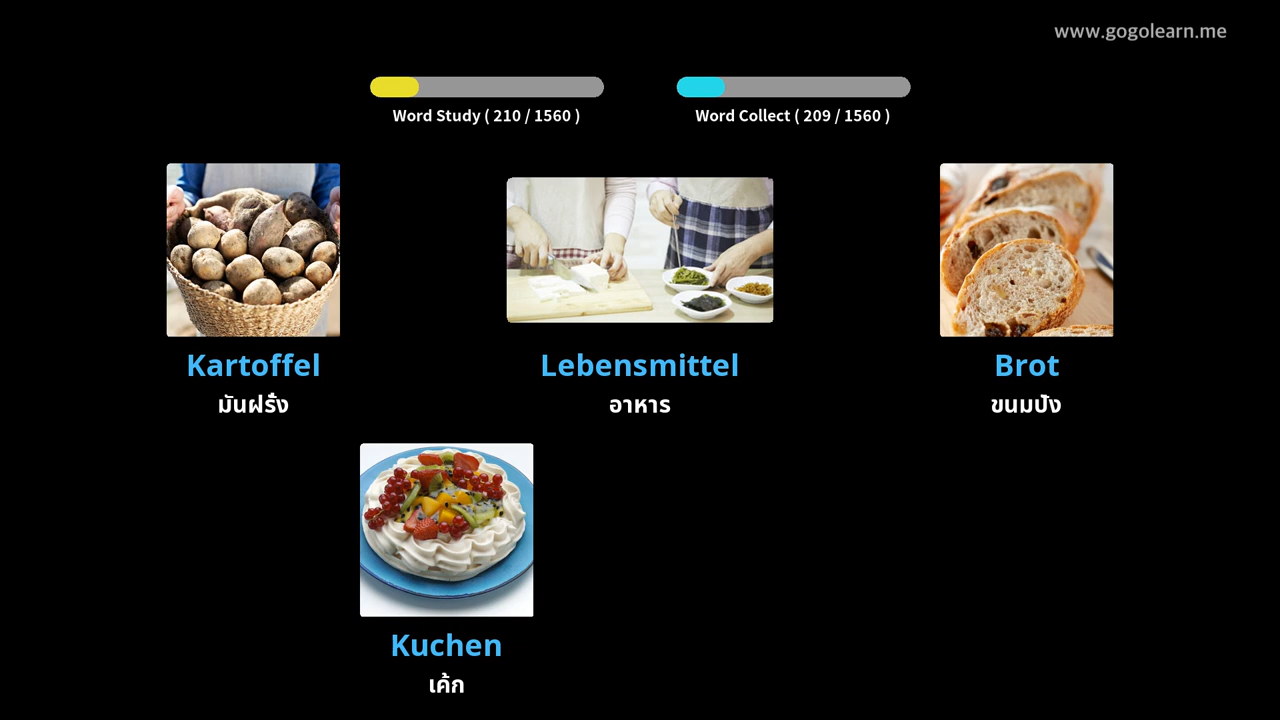 www.gogolearn.me
Word Study ( 210 / 1560 )
Word Collect ( 209 / 1560 )
Kartoffel
มันฝรั่ง
Lebensmittel
อาหาร
Brot
ขนมปัง
Kuchen
เค้ก